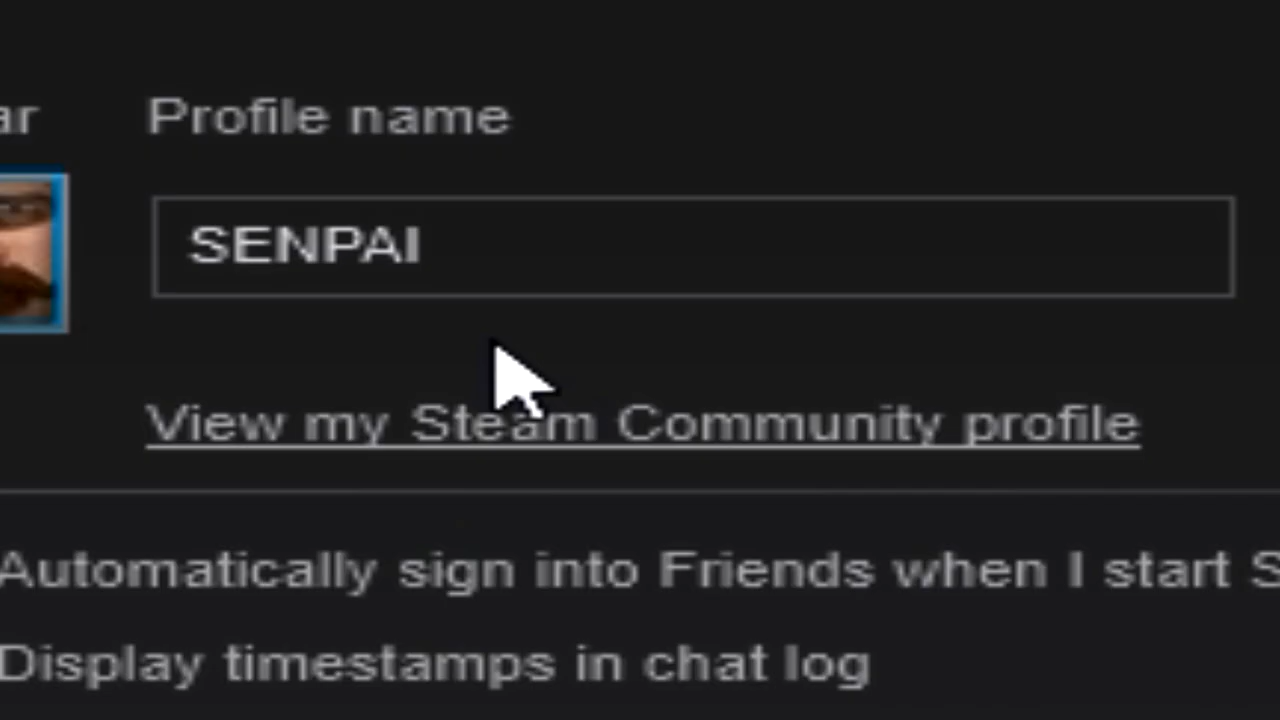 ar
Profile name
SENPAI
View my Steam Community profile
Automatically sign into Friends when I start S
Display timestamps in chat log